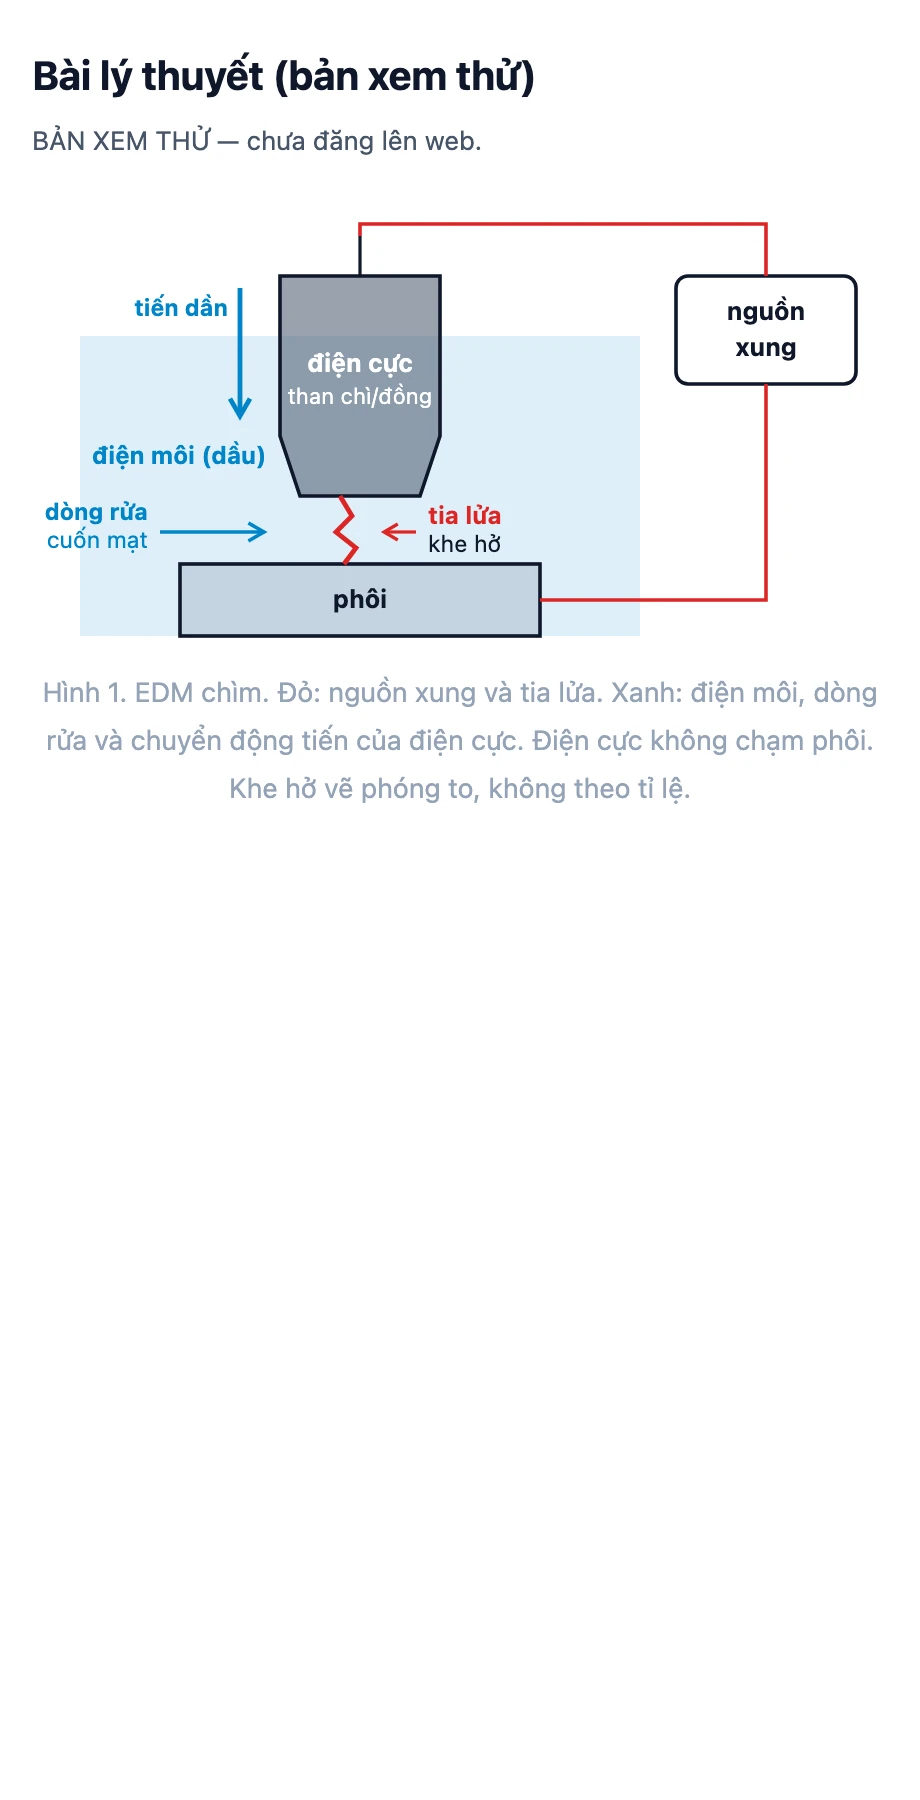 Bài lý thuyết (bản xem thử)
BẢN XEM THỬ — chưa đăng lên web.
tiến dần
nguồn
xung
điện cực
than chì/đồng
điện môi (dầu)
dòng rửa
cuốn mạt
tia lửa
khe hở
phôi
Hình 1. EDM chìm. Đỏ: nguồn xung và tia lửa. Xanh: điện môi, dòng
rửa và chuyển động tiến của điện cực. Điện cực không chạm phôi.
Khe hở vẽ phóng to, không theo tỉ lệ.